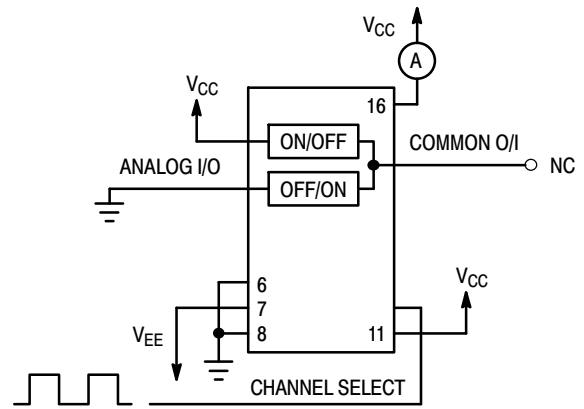 V_CC
A
V_CC
16
ON/OFF
COMMON O/I
NC
ANALOG I/O
OFF/ON
6
V_CC
7
V_EE
8
11
CHANNEL SELECT